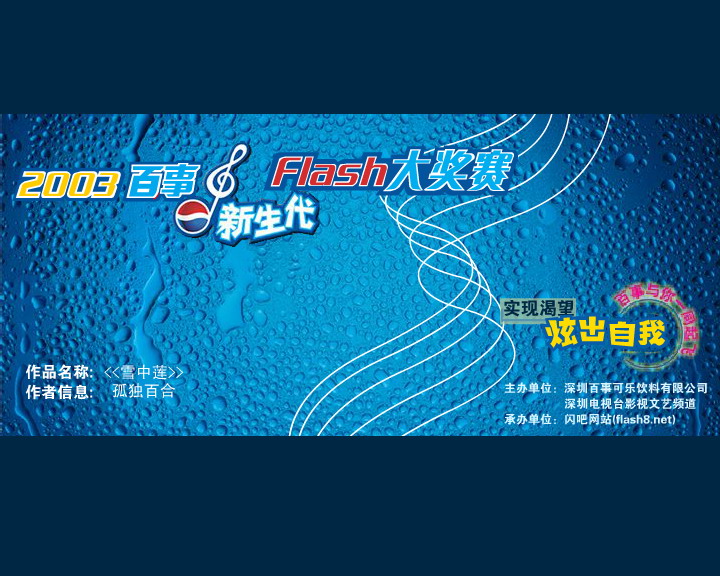 2003 百事
新生代
Flash大奖赛
百事与你一同起飞
实现渴望
炫出自我
作品名称: <<雪中莲>>
作者信息: 孤独百合
主办单位: 深圳百事可乐饮料有限公司
深圳电视台影视文艺频道
承办单位: 闪吧网站(flash8.net)